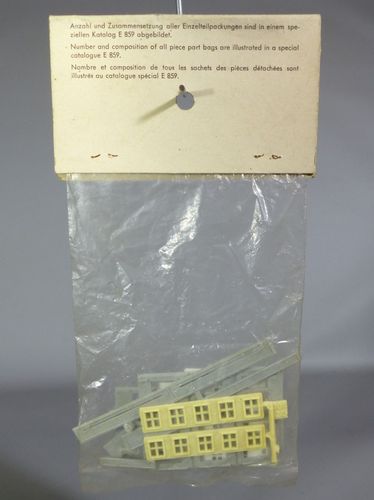 Anzahl und Zusammensetzung aller Einzelteilpackungen sind in einem spe-
ziellen Katalog E 859 abgebildet.
Number and composition of all piece part bags are illustrated in a special
catalogue E 859.
Nombre et composition de tous les sachets des pièces détachées sont
illustrés au catalogue spécial E 859.